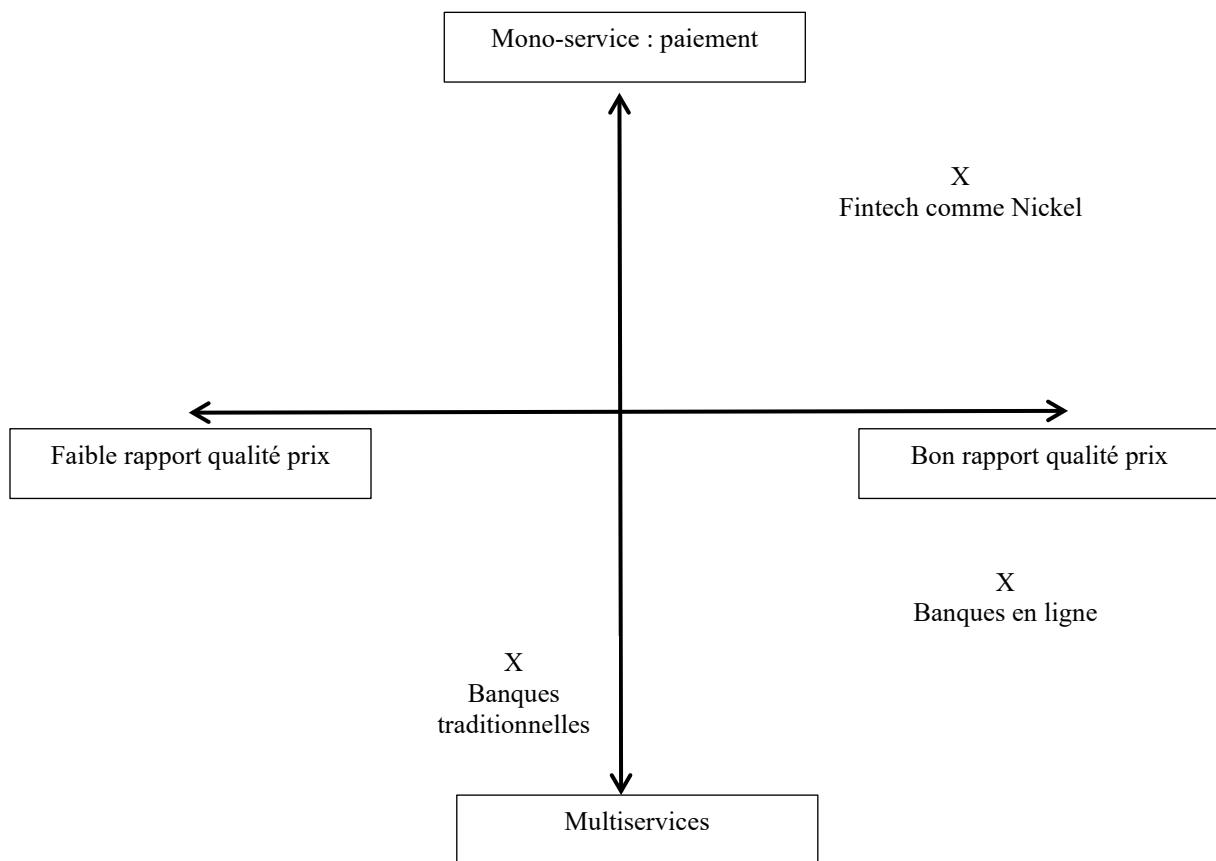 Mono-service : paiement
X
Fintech comme Nickel
Faible rapport qualité prix
Bon rapport qualité prix
X
Banques en ligne
X
Banques
traditionnelles
Multiservices